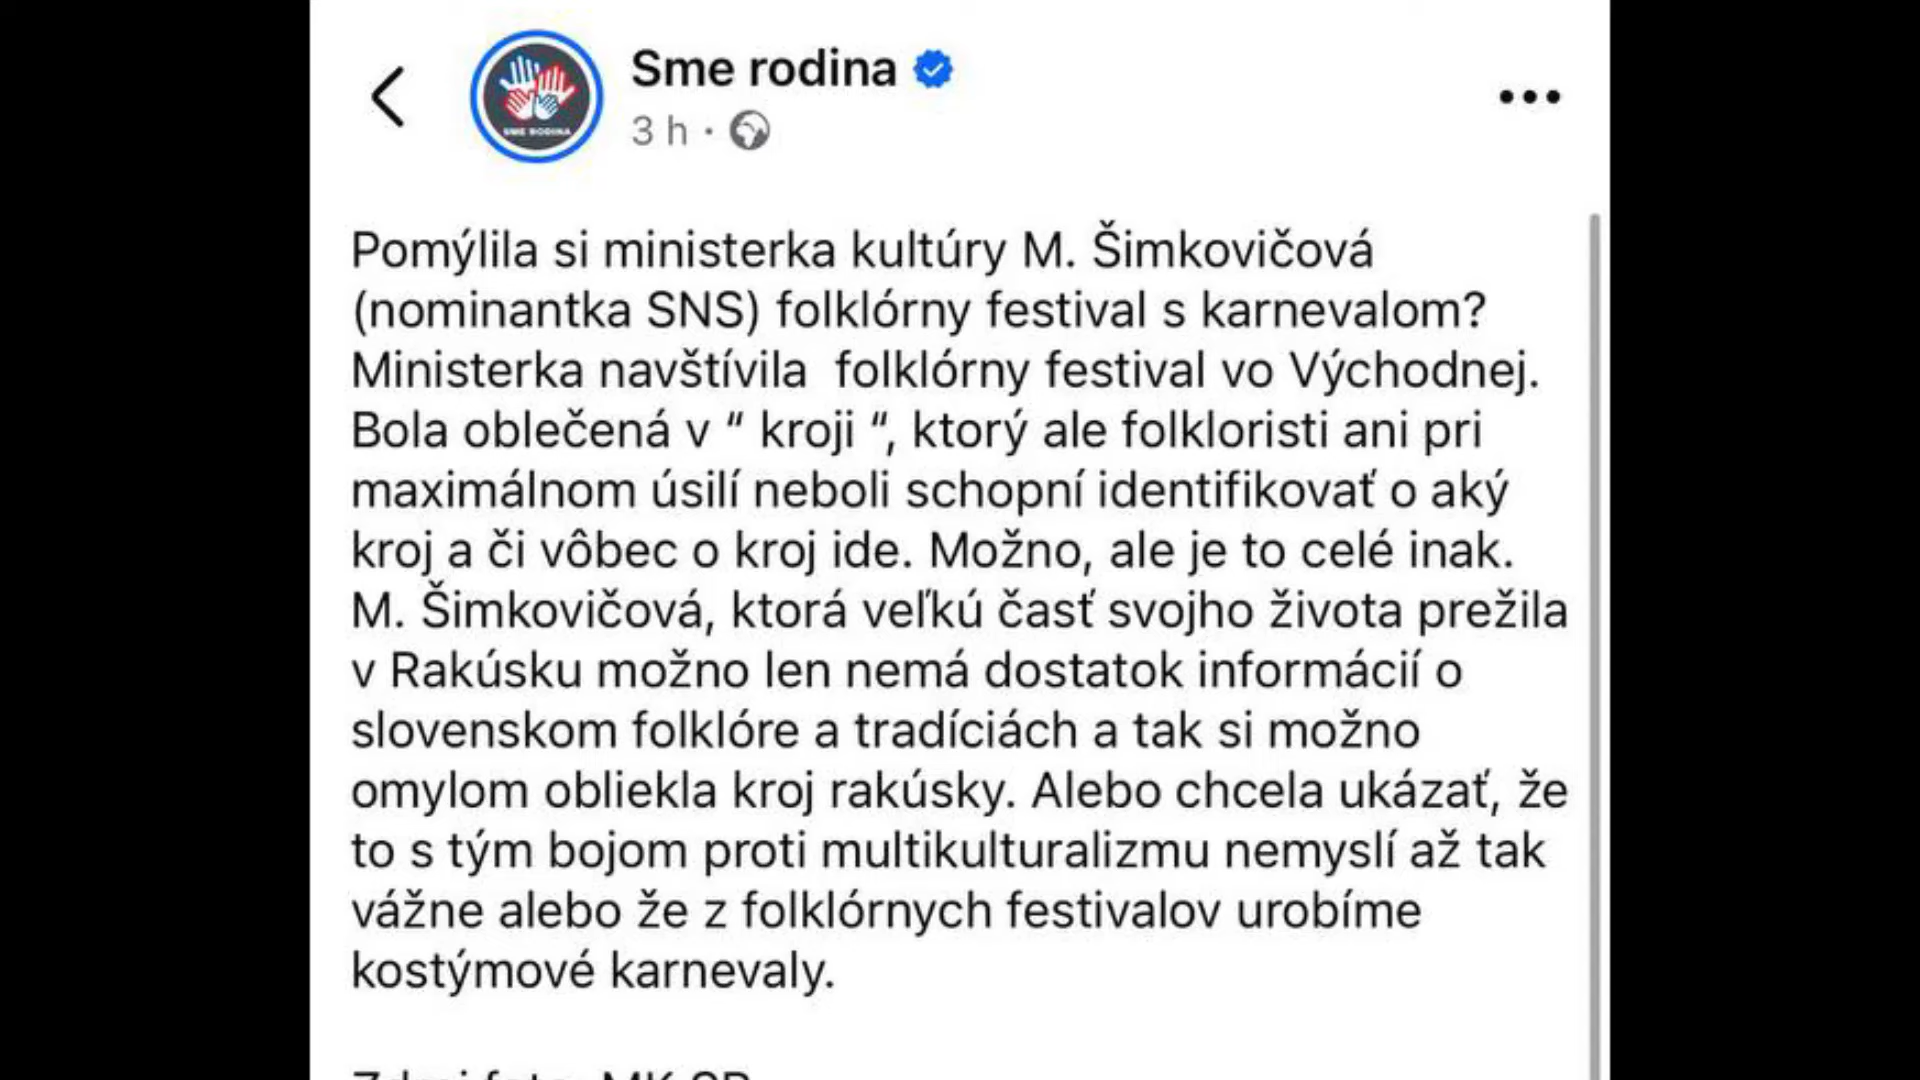 Sme rodina
3 h
SME RODINA
Pomýlila si ministerka kultúry M. Šimkovičová
(nominantka SNS) folklórny festival s karnevalom?
Ministerka navštívila  folklórny festival vo Východnej.
Bola oblečená v “ kroji “, ktorý ale folkloristi ani pri
maximálnom úsilí neboli schopní identifikovať o aký
kroj a či vôbec o kroj ide. Možno, ale je to celé inak.
M. Šimkovičová, ktorá veľkú časť svojho života prežila
v Rakúsku možno len nemá dostatok informácií o
slovenskom folklóre a tradíciách a tak si možno
omylom obliekla kroj rakúsky. Alebo chcela ukázať, že
to s tým bojom proti multikulturalizmu nemyslí až tak
vážne alebo že z folklórnych festivalov urobíme
kostýmové karnevaly.
Zdroj foto: MK SR